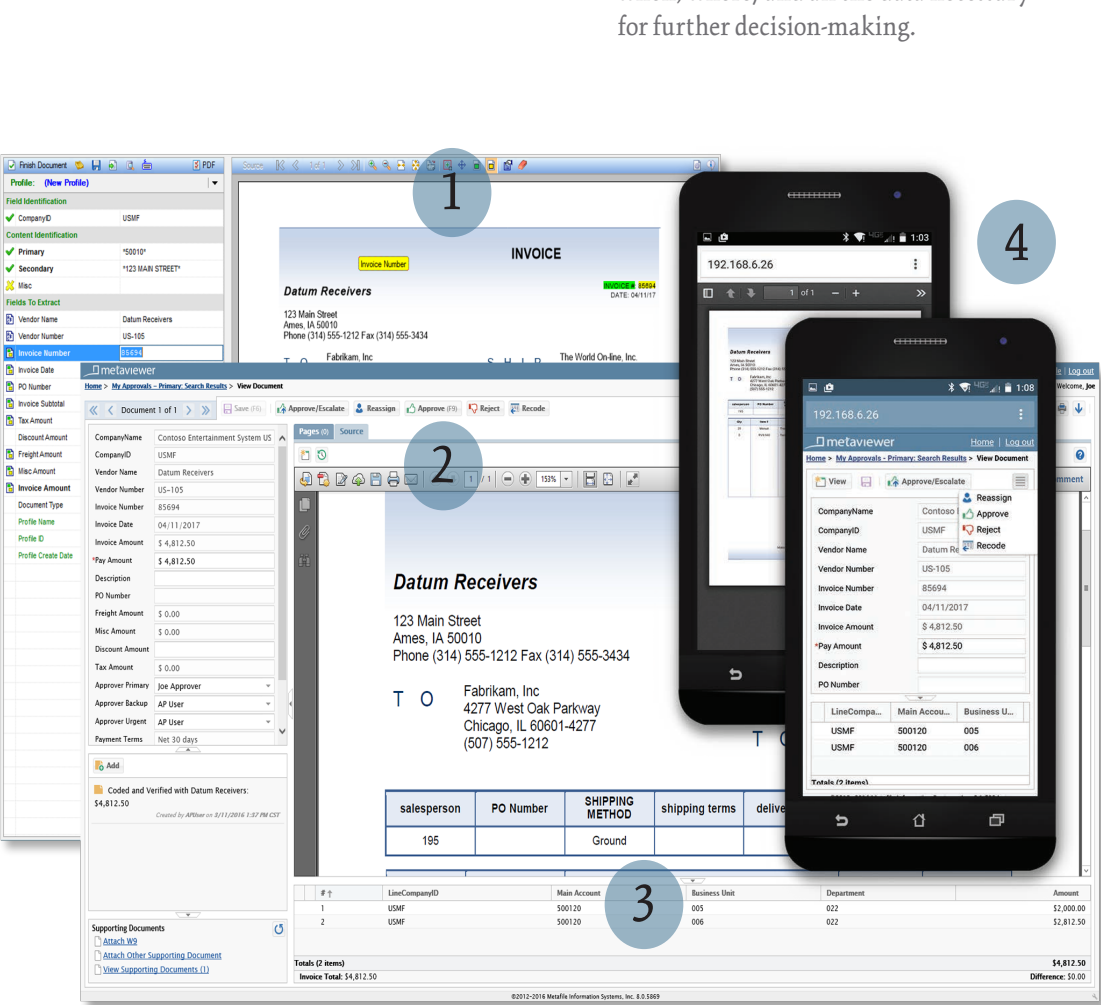 for further decision-making.
1
2
3
4
Finish Document
PDF
Profile: (New Profile)
Field Identification
CompanyID USMF
Content Identification
Primary *50010*
Secondary *123 MAIN STREET*
Misc
Fields To Extract
Vendor Name Datum Receivers
Vendor Number US-105
Invoice Number 85694
Invoice Date
PO Number
Invoice Subtotal
Tax Amount
Discount Amount
Freight Amount
Misc Amount
Invoice Amount
Document Type
Profile Name
Profile ID
Profile Create Date
Source
1 of 1
INVOICE
Invoice Number
Datum Receivers
INVOICE #: 85694
DATE: 04/11/17
123 Main Street
Ames, IA 50010
Phone (314) 555-1212 Fax (314) 555-3434
Fabrikam, Inc
The World On-line, Inc.
metaviewer
Log out
Home > My Approvals - Primary: Search Results > View Document
Welcome, Joe
Document 1 of 1
Save (F6)
Approve/Escalate
Reassign
Approve (F9)
Reject
Recode
Pages (0) Source
1 / 1
153%
CompanyName Contoso Entertainment System US
CompanyID USMF
Vendor Name Datum Receivers
Vendor Number US-105
Invoice Number 85694
Invoice Date 04/11/2017
Invoice Amount $ 4,812.50
*Pay Amount $ 4,812.50
Description
PO Number
Freight Amount $ 0.00
Misc Amount $ 0.00
Discount Amount
Tax Amount $ 0.00
Approver Primary Joe Approver
Approver Backup AP User
Approver Urgent AP User
Payment Terms Net 30 days
Add
Coded and Verified with Datum Receivers:
$4,812.50
Created by APUser on 3/11/2016 1:57 PM CST
Supporting Documents
Attach W9
Attach Other Supporting Document
View Supporting Documents (1)
Datum Receivers
123 Main Street
Ames, IA 50010
Phone (314) 555-1212 Fax (314) 555-3434
T O
Fabrikam, Inc
4277 West Oak Parkway
Chicago, IL 60601-4277
(507) 555-1212
salesperson PO Number SHIPPING METHOD shipping terms
195 Ground
# LineCompanyID Main Account Business Unit Department Amount
1 USMF 500120 005 022 $2,000.00
2 USMF 500120 006 022 $2,812.50
Totals (2 items) $4,812.50
Invoice Total: $4,812.50 Difference: $0.00
©2012-2016 Metafile Information Systems, Inc. 8.0.5869
1:03
192.168.6.26
1 of 1
Datum Receivers
1:08
192.168.6.26
metaviewer
Home | Log out
Home > My Approvals - Primary: Search Results > View Document
View
Approve/Escalate
Reassign
Approve
Reject
Recode
CompanyName Contoso
CompanyID USMF
Vendor Name Datum Re
Vendor Number US-105
Invoice Number 85694
Invoice Date 04/11/2017
Invoice Amount $ 4,812.50
*Pay Amount $ 4,812.50
Description
PO Number
LineCompa... Main Accou... Business U...
USMF 500120 005
USMF 500120 006
Totals (2 items)